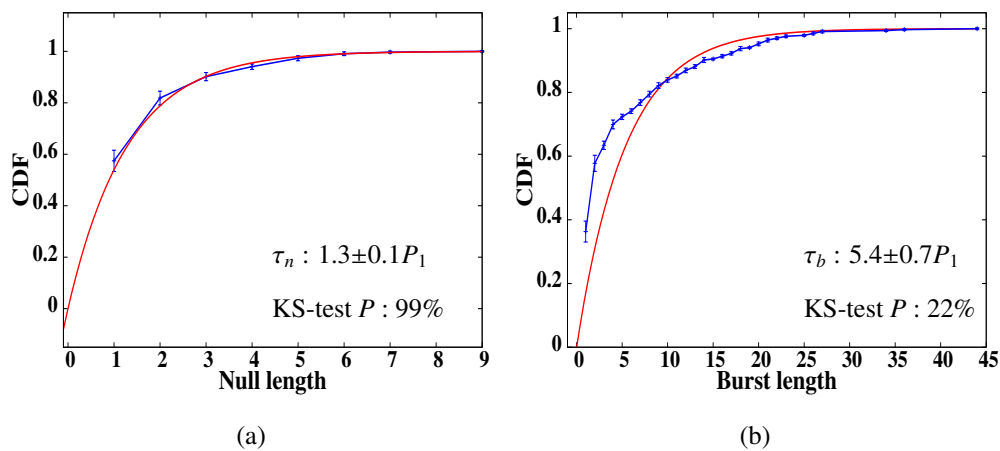 1
0.8
0.6
0.4
0.2
0
CDF
τn : 1.3±0.1P1
KS-test P : 99%
0 1 2 3 4 5 6 7 8 9
Null length
(a)
1
0.8
0.6
0.4
0.2
0
CDF
τb : 5.4±0.7P1
KS-test P : 22%
0 5 10 15 20 25 30 35 40 45
Burst length
(b)